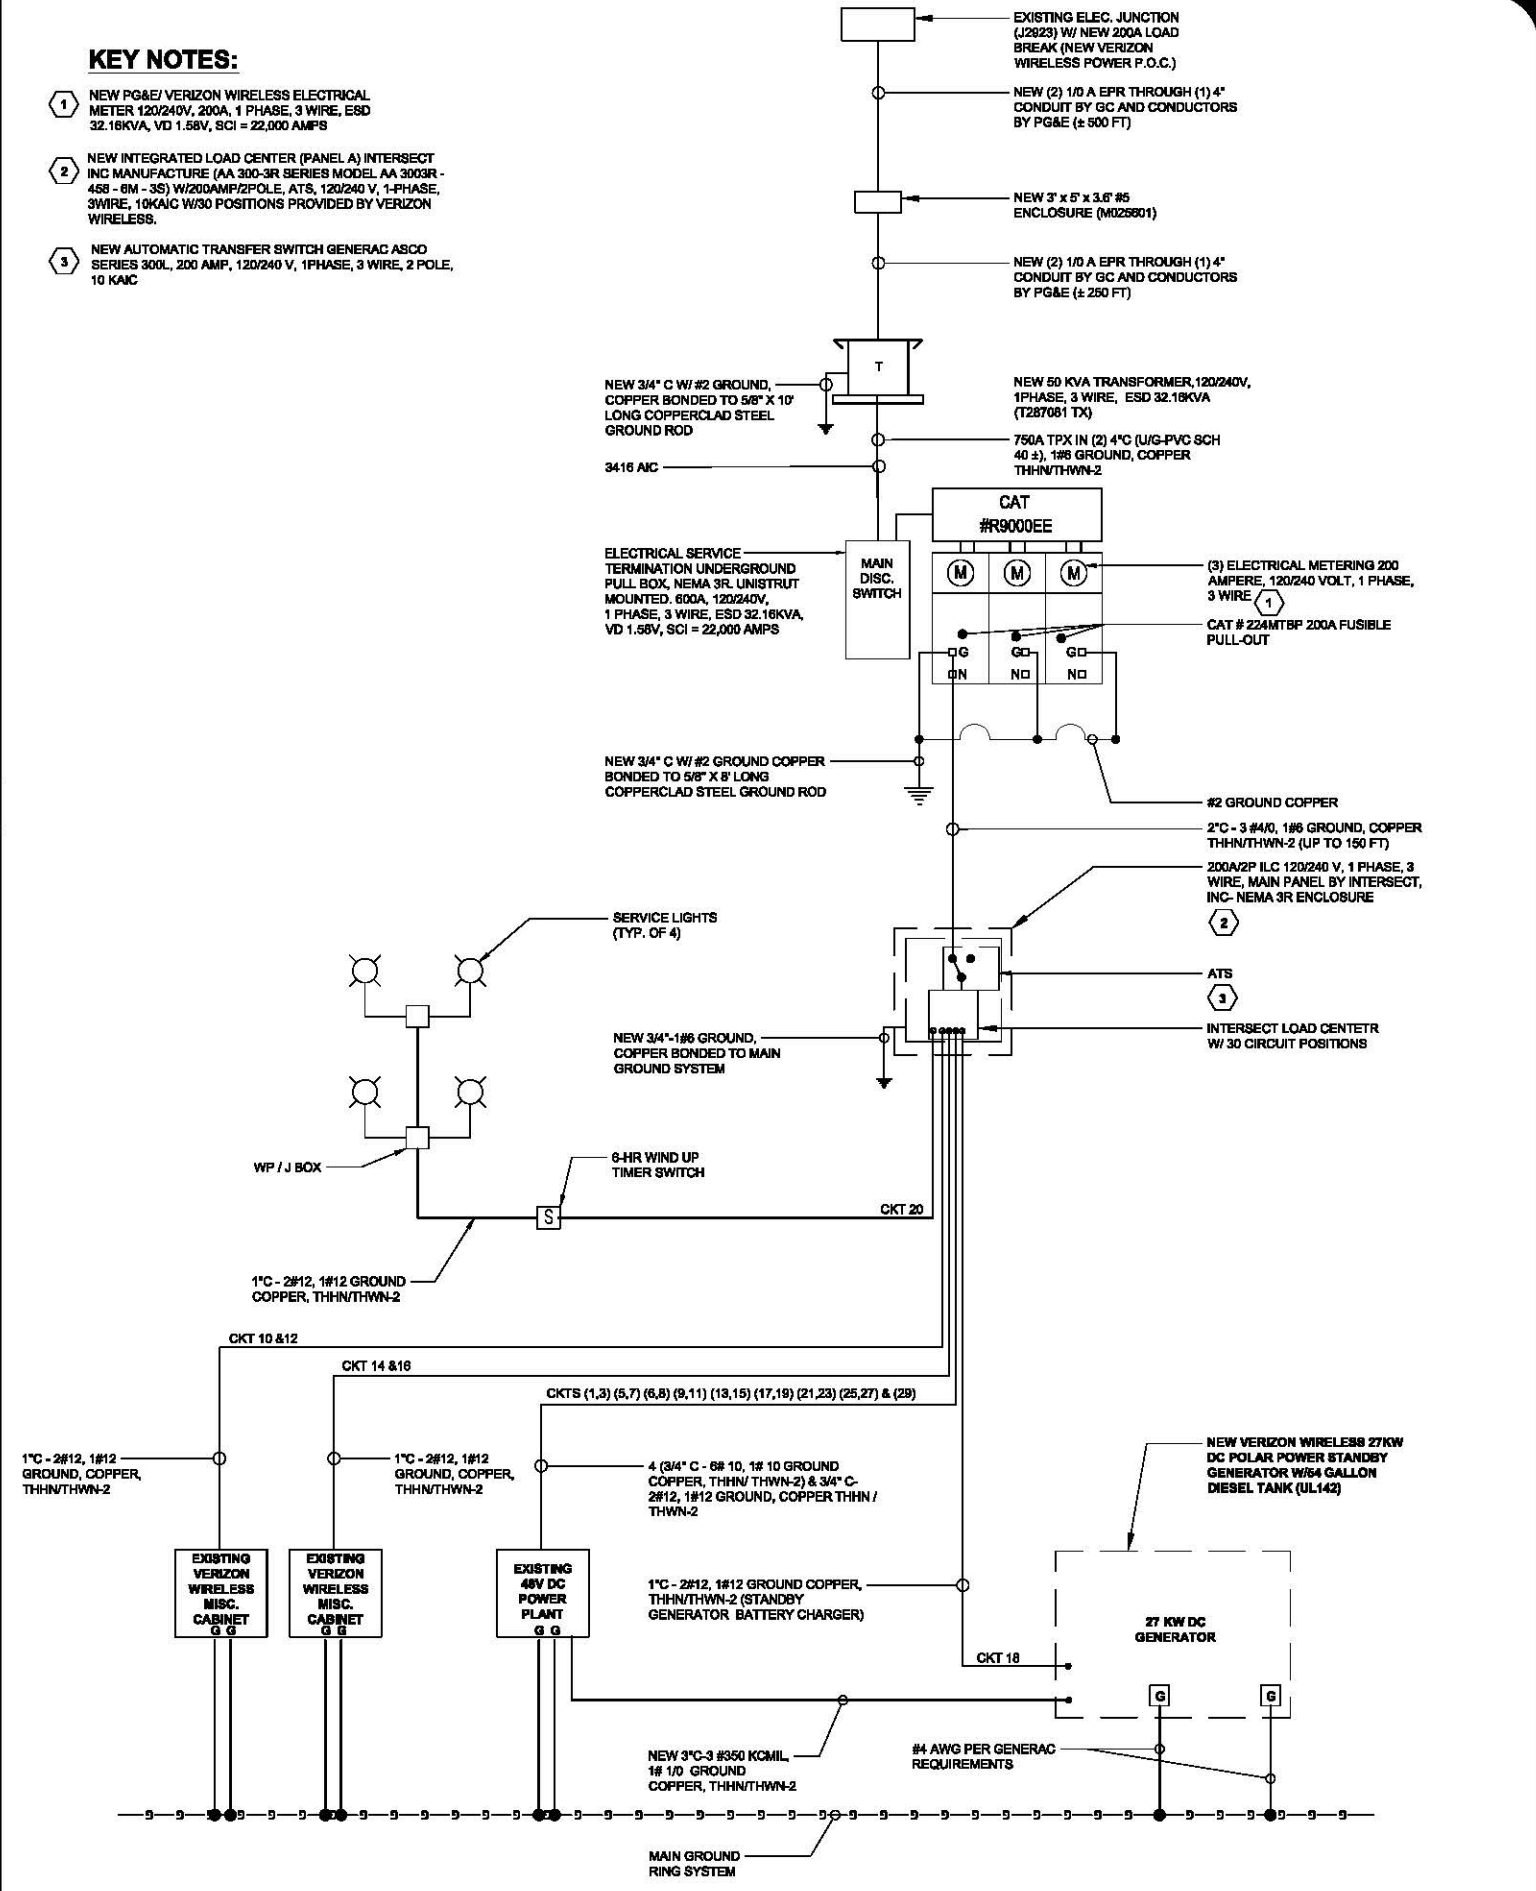 KEY NOTES:
1
NEW PG&E/ VERIZON WIRELESS ELECTRICAL
METER 120/240V, 200A, 1 PHASE, 3 WIRE, ESD
32.16KVA, VD 1.58V, SCI = 22,000 AMPS
2
NEW INTEGRATED LOAD CENTER (PANEL A) INTERSECT
INC MANUFACTURE (AA 300-3R SERIES MODEL AA 3003R -
458 - 6M - 3S) W/200AMP/2POLE, ATS, 120/240 V, 1-PHASE,
3WIRE, 10KAIC W/30 POSITIONS PROVIDED BY VERIZON
WIRELESS.
3
NEW AUTOMATIC TRANSFER SWITCH GENERAC ASCO
SERIES 300L, 200 AMP, 120/240 V, 1PHASE, 3 WIRE, 2 POLE,
10 KAIC
EXISTING ELEC. JUNCTION
(J2923) W/ NEW 200A LOAD
BREAK (NEW VERIZON
WIRELESS POWER P.O.C.)
NEW (2) 1/0 A EPR THROUGH (1) 4"
CONDUIT BY GC AND CONDUCTORS
BY PG&E (± 500 FT)
NEW 3' x 5' x 3.6' #5
ENCLOSURE (M025601)
NEW (2) 1/0 A EPR THROUGH (1) 4"
CONDUIT BY GC AND CONDUCTORS
BY PG&E (± 250 FT)
T
NEW 3/4" C W/ #2 GROUND,
COPPER BONDED TO 5/8" X 10'
LONG COPPERCLAD STEEL
GROUND ROD
NEW 50 KVA TRANSFORMER,120/240V,
1PHASE, 3 WIRE, ESD 32.16KVA
(T287081 TX)
750A TPX IN (2) 4"C (U/G-PVC SCH
40 ±), 1#6 GROUND, COPPER
THHN/THWN-2
3416 AIC
CAT
#R9000EE
ELECTRICAL SERVICE
TERMINATION UNDERGROUND
PULL BOX, NEMA 3R. UNISTRUT
MOUNTED. 600A, 120/240V,
1 PHASE, 3 WIRE, ESD 32.16KVA,
VD 1.58V, SCI = 22,000 AMPS
MAIN
DISC.
SWITCH
M M M
(3) ELECTRICAL METERING 200
AMPERE, 120/240 VOLT, 1 PHASE,
3 WIRE 1
CAT # 224MTBP 200A FUSIBLE
PULL-OUT
G G G
N N N
NEW 3/4" C W/ #2 GROUND COPPER
BONDED TO 5/8" X 8' LONG
COPPERCLAD STEEL GROUND ROD
#2 GROUND COPPER
2"C - 3 #4/0, 1#6 GROUND, COPPER
THHN/THWN-2 (UP TO 150 FT)
200A/2P ILC 120/240 V, 1 PHASE, 3
WIRE, MAIN PANEL BY INTERSECT,
INC- NEMA 3R ENCLOSURE
2
SERVICE LIGHTS
(TYP. OF 4)
ATS
3
INTERSECT LOAD CENTETR
W/ 30 CIRCUIT POSITIONS
NEW 3/4"-1#6 GROUND,
COPPER BONDED TO MAIN
GROUND SYSTEM
WP / J BOX
6-HR WIND UP
TIMER SWITCH
S
CKT 20
1"C - 2#12, 1#12 GROUND
COPPER, THHN/THWN-2
CKT 10 &12
CKT 14 &16
CKTS (1,3) (5,7) (6,8) (9,11) (13,15) (17,19) (21,23) (25,27) & (29)
1"C - 2#12, 1#12
GROUND, COPPER,
THHN/THWN-2
1"C - 2#12, 1#12
GROUND, COPPER,
THHN/THWN-2
4 (3/4" C - 6# 10, 1# 10 GROUND
COPPER, THHN/ THWN-2) & 3/4" C-
2#12, 1#12 GROUND, COPPER THHN /
THWN-2
NEW VERIZON WIRELESS 27KW
DC POLAR POWER STANDBY
GENERATOR W/54 GALLON
DIESEL TANK (UL142)
EXISTING
VERIZON
WIRELESS
MISC.
CABINET
G G
EXISTING
VERIZON
WIRELESS
MISC.
CABINET
G G
EXISTING
48V DC
POWER
PLANT
G G
1"C - 2#12, 1#12 GROUND COPPER,
THHN/THWN-2 (STANDBY
GENERATOR BATTERY CHARGER)
27 KW DC
GENERATOR
CKT 18
G G
NEW 3"C-3 #350 KCMIL,
1# 1/0 GROUND
COPPER, THHN/THWN-2
#4 AWG PER GENERAC
REQUIREMENTS
MAIN GROUND
RING SYSTEM